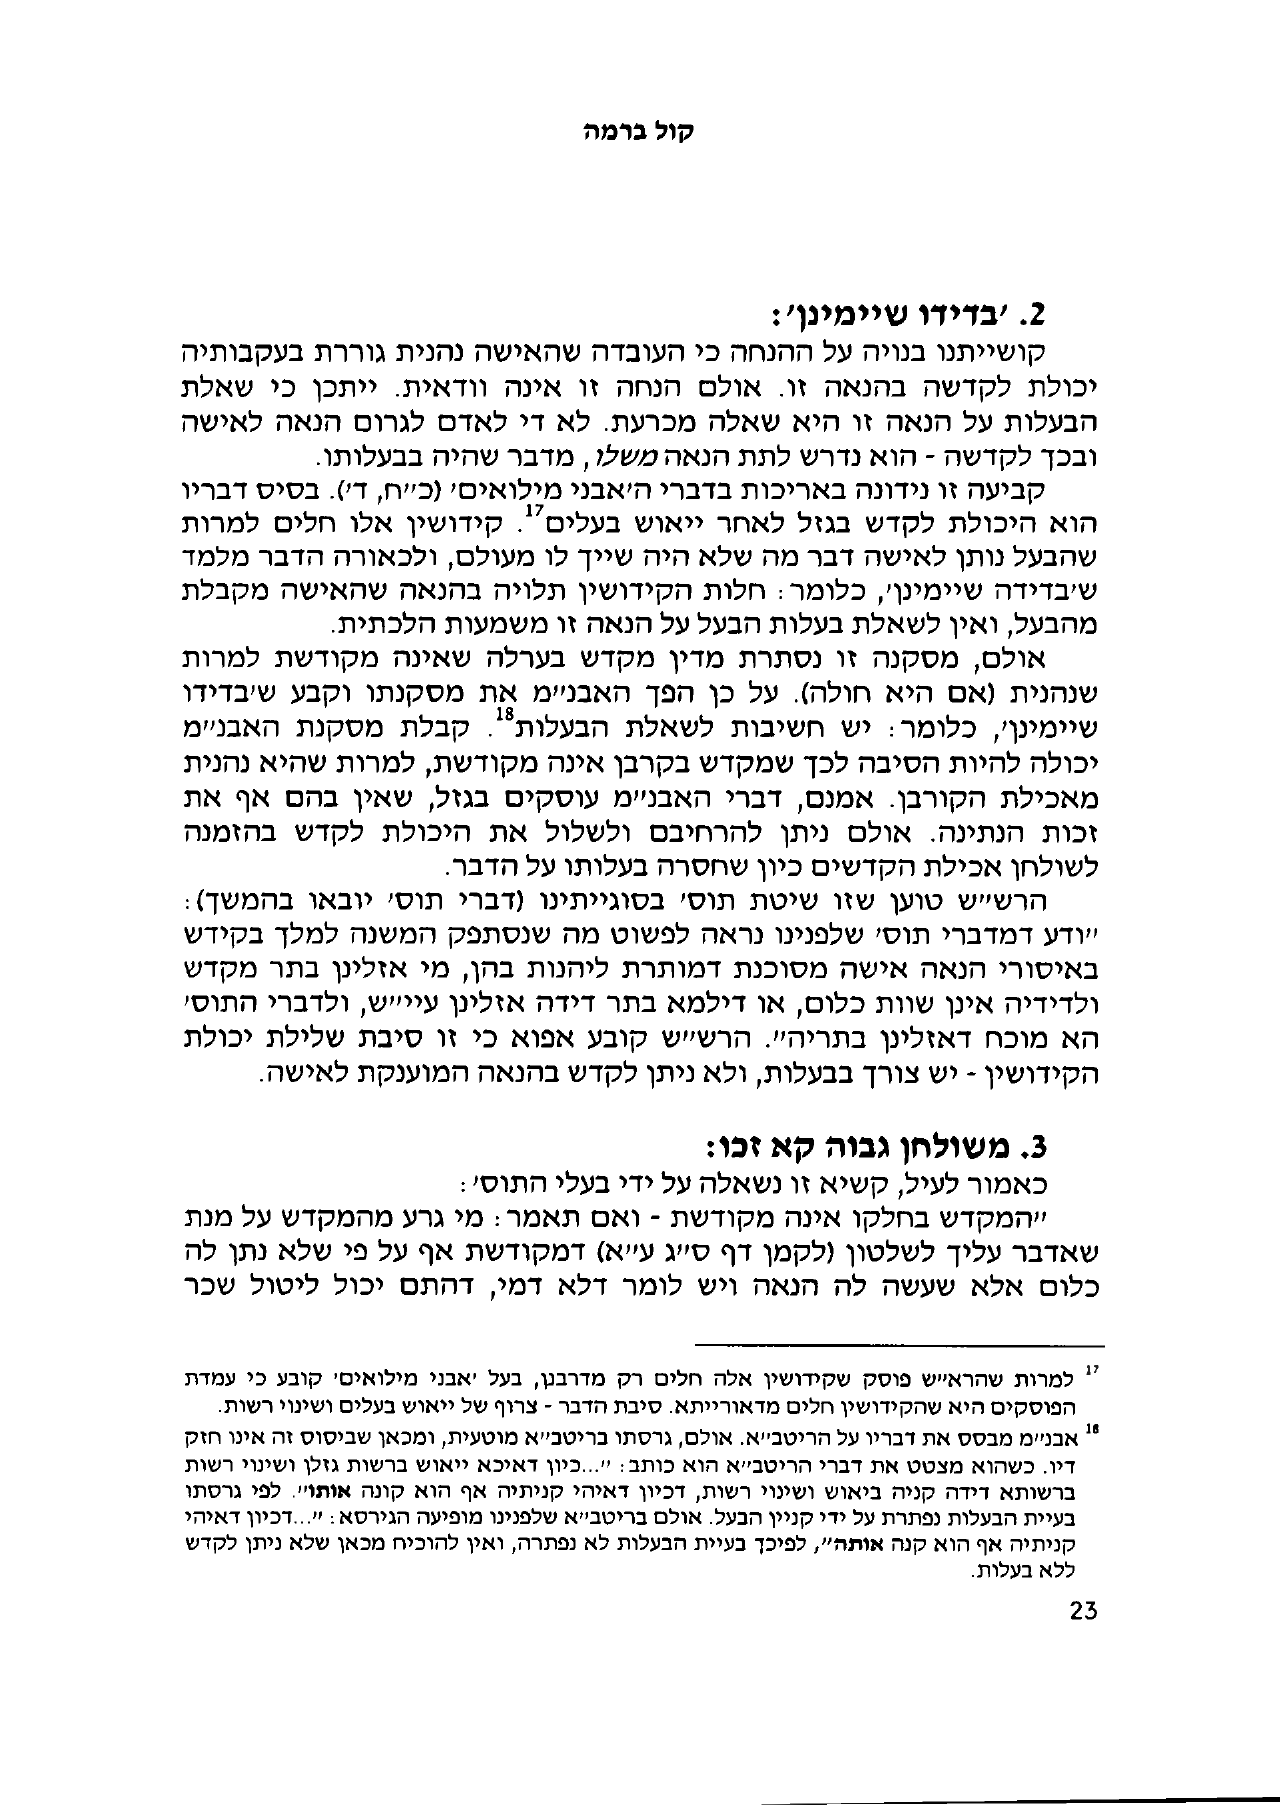 קול ברמה
2. 'בדידו שיימינן':
קושייתנו בנויה על ההנחה כי העובדה שהאישה נהנית גוררת בעקבותיה
יכולת לקדשה בהנאה זו. אולם הנחה זו אינה וודאית. ייתכן כי שאלת
הבעלות על הנאה זו היא שאלה מכרעת. לא די לאדם לגרום הנאה לאישה
ובכך לקדשה - הוא נדרש לתת הנאה משלו, מדבר שהיה בבעלותו.
קביעה זו נידונה באריכות בדברי ה'אבני מילואים' (כ"ח, ד'). בסיס דבריו
הוא היכולת לקדש בגזל לאחר ייאוש בעלים17. קידושין אלו חלים למרות
שהבעל נותן לאישה דבר מה שלא היה שייך לו מעולם, ולכאורה הדבר מלמד
ש'בדידה שיימינן', כלומר: חלות הקידושין תלויה בהנאה שהאישה מקבלת
מהבעל, ואין לשאלת בעלות הבעל על הנאה זו משמעות הלכתית.
אולם, מסקנה זו נסתרת מדין מקדש בערלה שאינה מקודשת למרות
שנהנית (אם היא חולה). על כן הפך האבנ"מ את מסקנתו וקבע ש'בדידו
שיימינן', כלומר: יש חשיבות לשאלת הבעלות18. קבלת מסקנת האבנ"מ
יכולה להיות הסיבה לכך שמקדש בקרבן אינה מקודשת, למרות שהיא נהנית
מאכילת הקורבן. אמנם, דברי האבנ"מ עוסקים בגזל, שאין בהם אף את
זכות הנתינה. אולם ניתן להרחיבם ולשלול את היכולת לקדש בהזמנה
לשולחן אכילת הקדשים כיון שחסרה בעלותו על הדבר.
הרש"ש טוען שזו שיטת תוס' בסוגייתינו (דברי תוס' יובאו בהמשך):
"ודע דמדברי תוס' שלפנינו נראה לפשוט מה שנסתפק המשנה למלך בקידש
באיסורי הנאה אישה מסוכנת דמותרת ליהנות בהן, מי אזלינן בתר מקדש
ולדידיה אינן שוות כלום, או דילמא בתר דידה אזלינן עיי"ש, ולדברי התוס'
הא מוכח דאזלינן בתריה". הרש"ש קובע אפוא כי זו סיבת שלילת יכולת
הקידושין - יש צורך בבעלות, ולא ניתן לקדש בהנאה המוענקת לאישה.
3. משולחן גבוה קא זכו:
כאמור לעיל, קשיא זו נשאלה על ידי בעלי התוס':
"המקדש בחלקו אינה מקודשת - ואם תאמר: מי גרע מהמקדש על מנת
שאדבר עליך לשלטון (לקמן דף ס"ג ע"א) דמקודשת אף על פי שלא נתן לה
כלום אלא שעשה לה הנאה ויש לומר דלא דמי, דהתם יכול ליטול שכר
17 למרות שהרא"ש פוסק שקידושין אלה חלים רק מדרבנן, בעל 'אבני מילואים' קובע כי עמדת
הפוסקים היא שהקידושין חלים מדאורייתא. סיבת הדבר - צרוף של ייאוש בעלים ושינוי רשות.
18 אבנ"מ מבסס את דבריו על הריטב"א. אולם, גרסתו בריטב"א מוטעית, ומכאן שביסוס זה אינו חזק
דיו. כשהוא מצטט את דברי הריטב"א הוא כותב: "...כיון דאיכא ייאוש ברשות גזלן ושינוי רשות
ברשותא דידה קניה ביאוש ושינוי רשות, דכיון דאיהי קניתיה אף הוא קונה אותו". לפי גרסתו
בעיית הבעלות נפתרת על ידי קניין הבעל. אולם בריטב"א שלפנינו מופיעה הגירסא: "...דכיון דאיהי
קניתיה אף הוא קנה אותה", לפיכך בעיית הבעלות לא נפתרה, ואין להוכיח מכאן שלא ניתן לקדש
ללא בעלות.
23